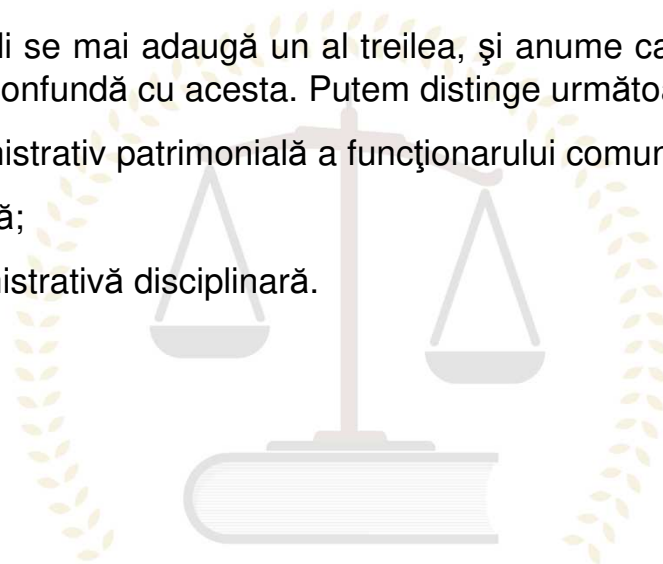 li se mai adaugă un al treilea, şi anume ca
onfundă cu acesta. Putem distinge următoa
nistrativ patrimonială a funcţionarului comun
ă;
nistrativă disciplinară.